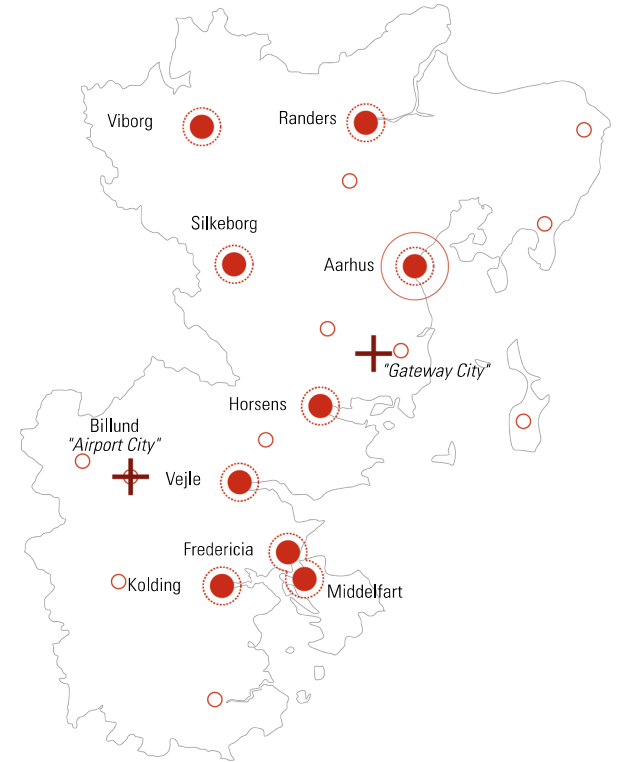 Viborg
Randers
Silkeborg
Aarhus
"Gateway City"
Horsens
Billund
"Airport City"
Vejle
Fredericia
Kolding
Middelfart